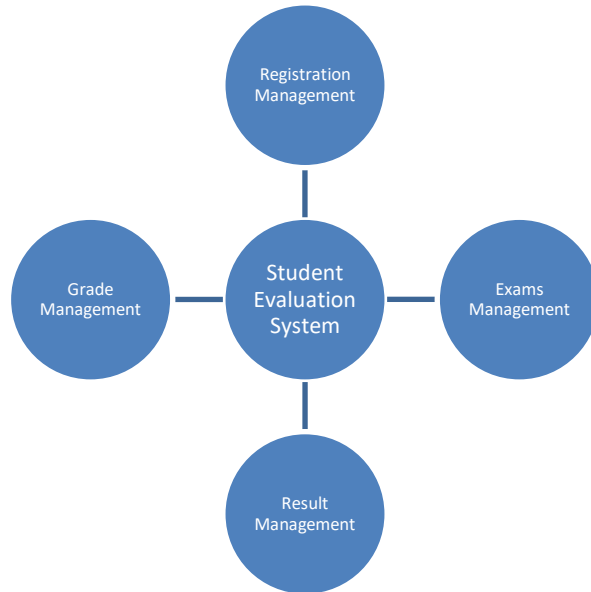 Registration
Management
Grade
Management
Student
Evaluation
System
Exams
Management
Result
Management